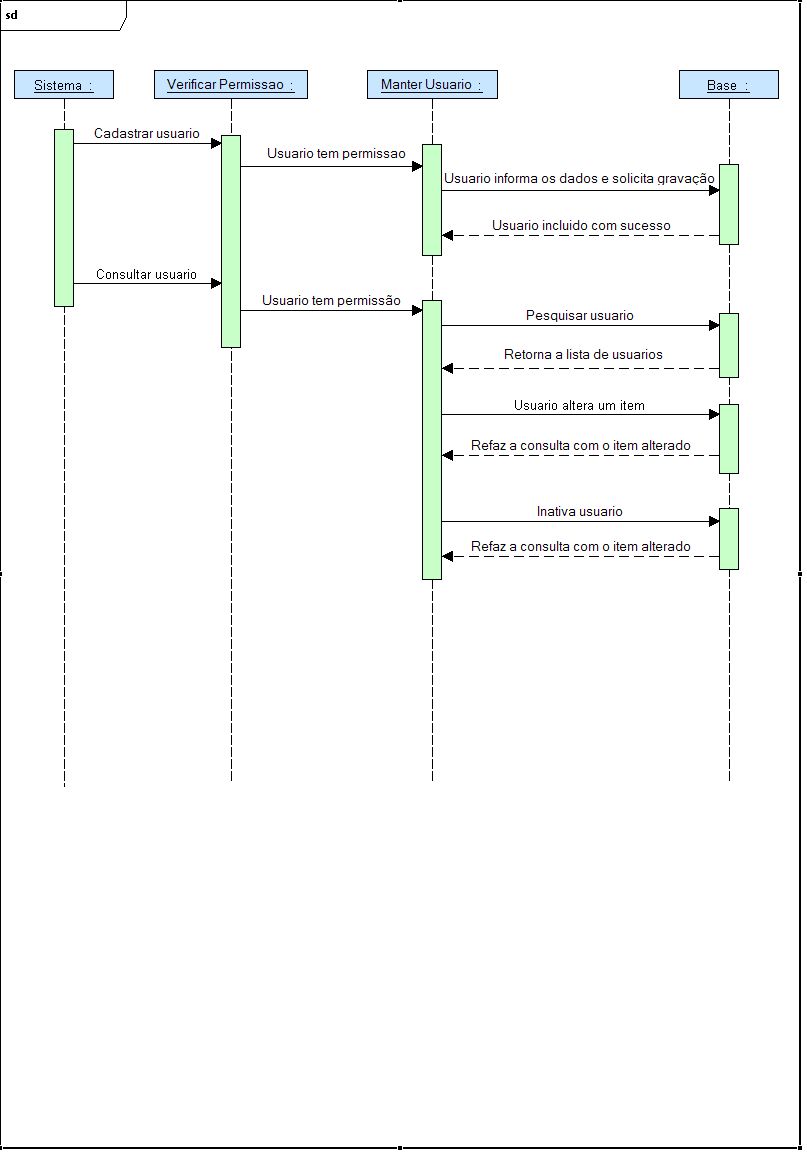 sd
Sistema :
Verificar Permissao :
Manter Usuario :
Base :
Cadastrar usuario
Usuario tem permissao
Usuario informa os dados e solicita gravação
Usuario incluido com sucesso
Consultar usuario
Usuario tem permissão
Pesquisar usuario
Retorna a lista de usuarios
Usuario altera um item
Refaz a consulta com o item alterado
Inativa usuario
Refaz a consulta com o item alterado